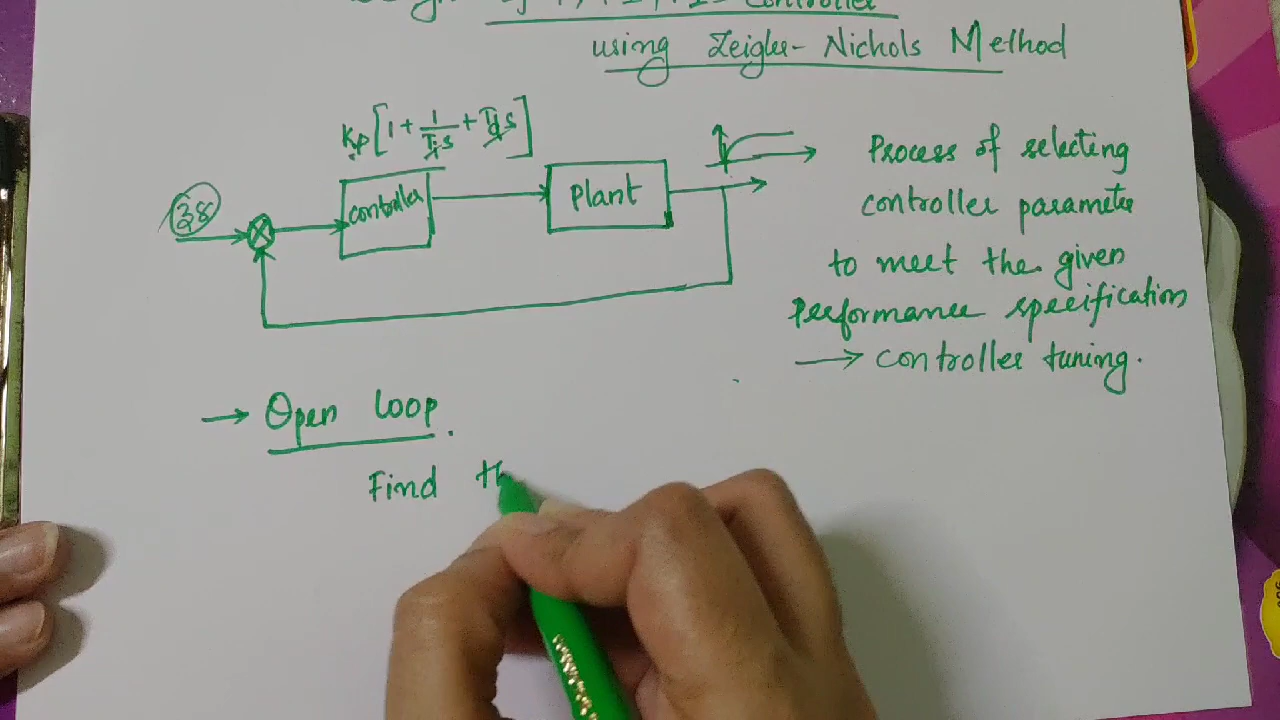 Controller
using Zeigler-Nichols Method
Kp[1+1/Tis+Tds]
38
controller
Plant
Process of selecting
controller parameter
to meet the given
Performance specification
→ controller tuning.
→ Open loop.
Find th